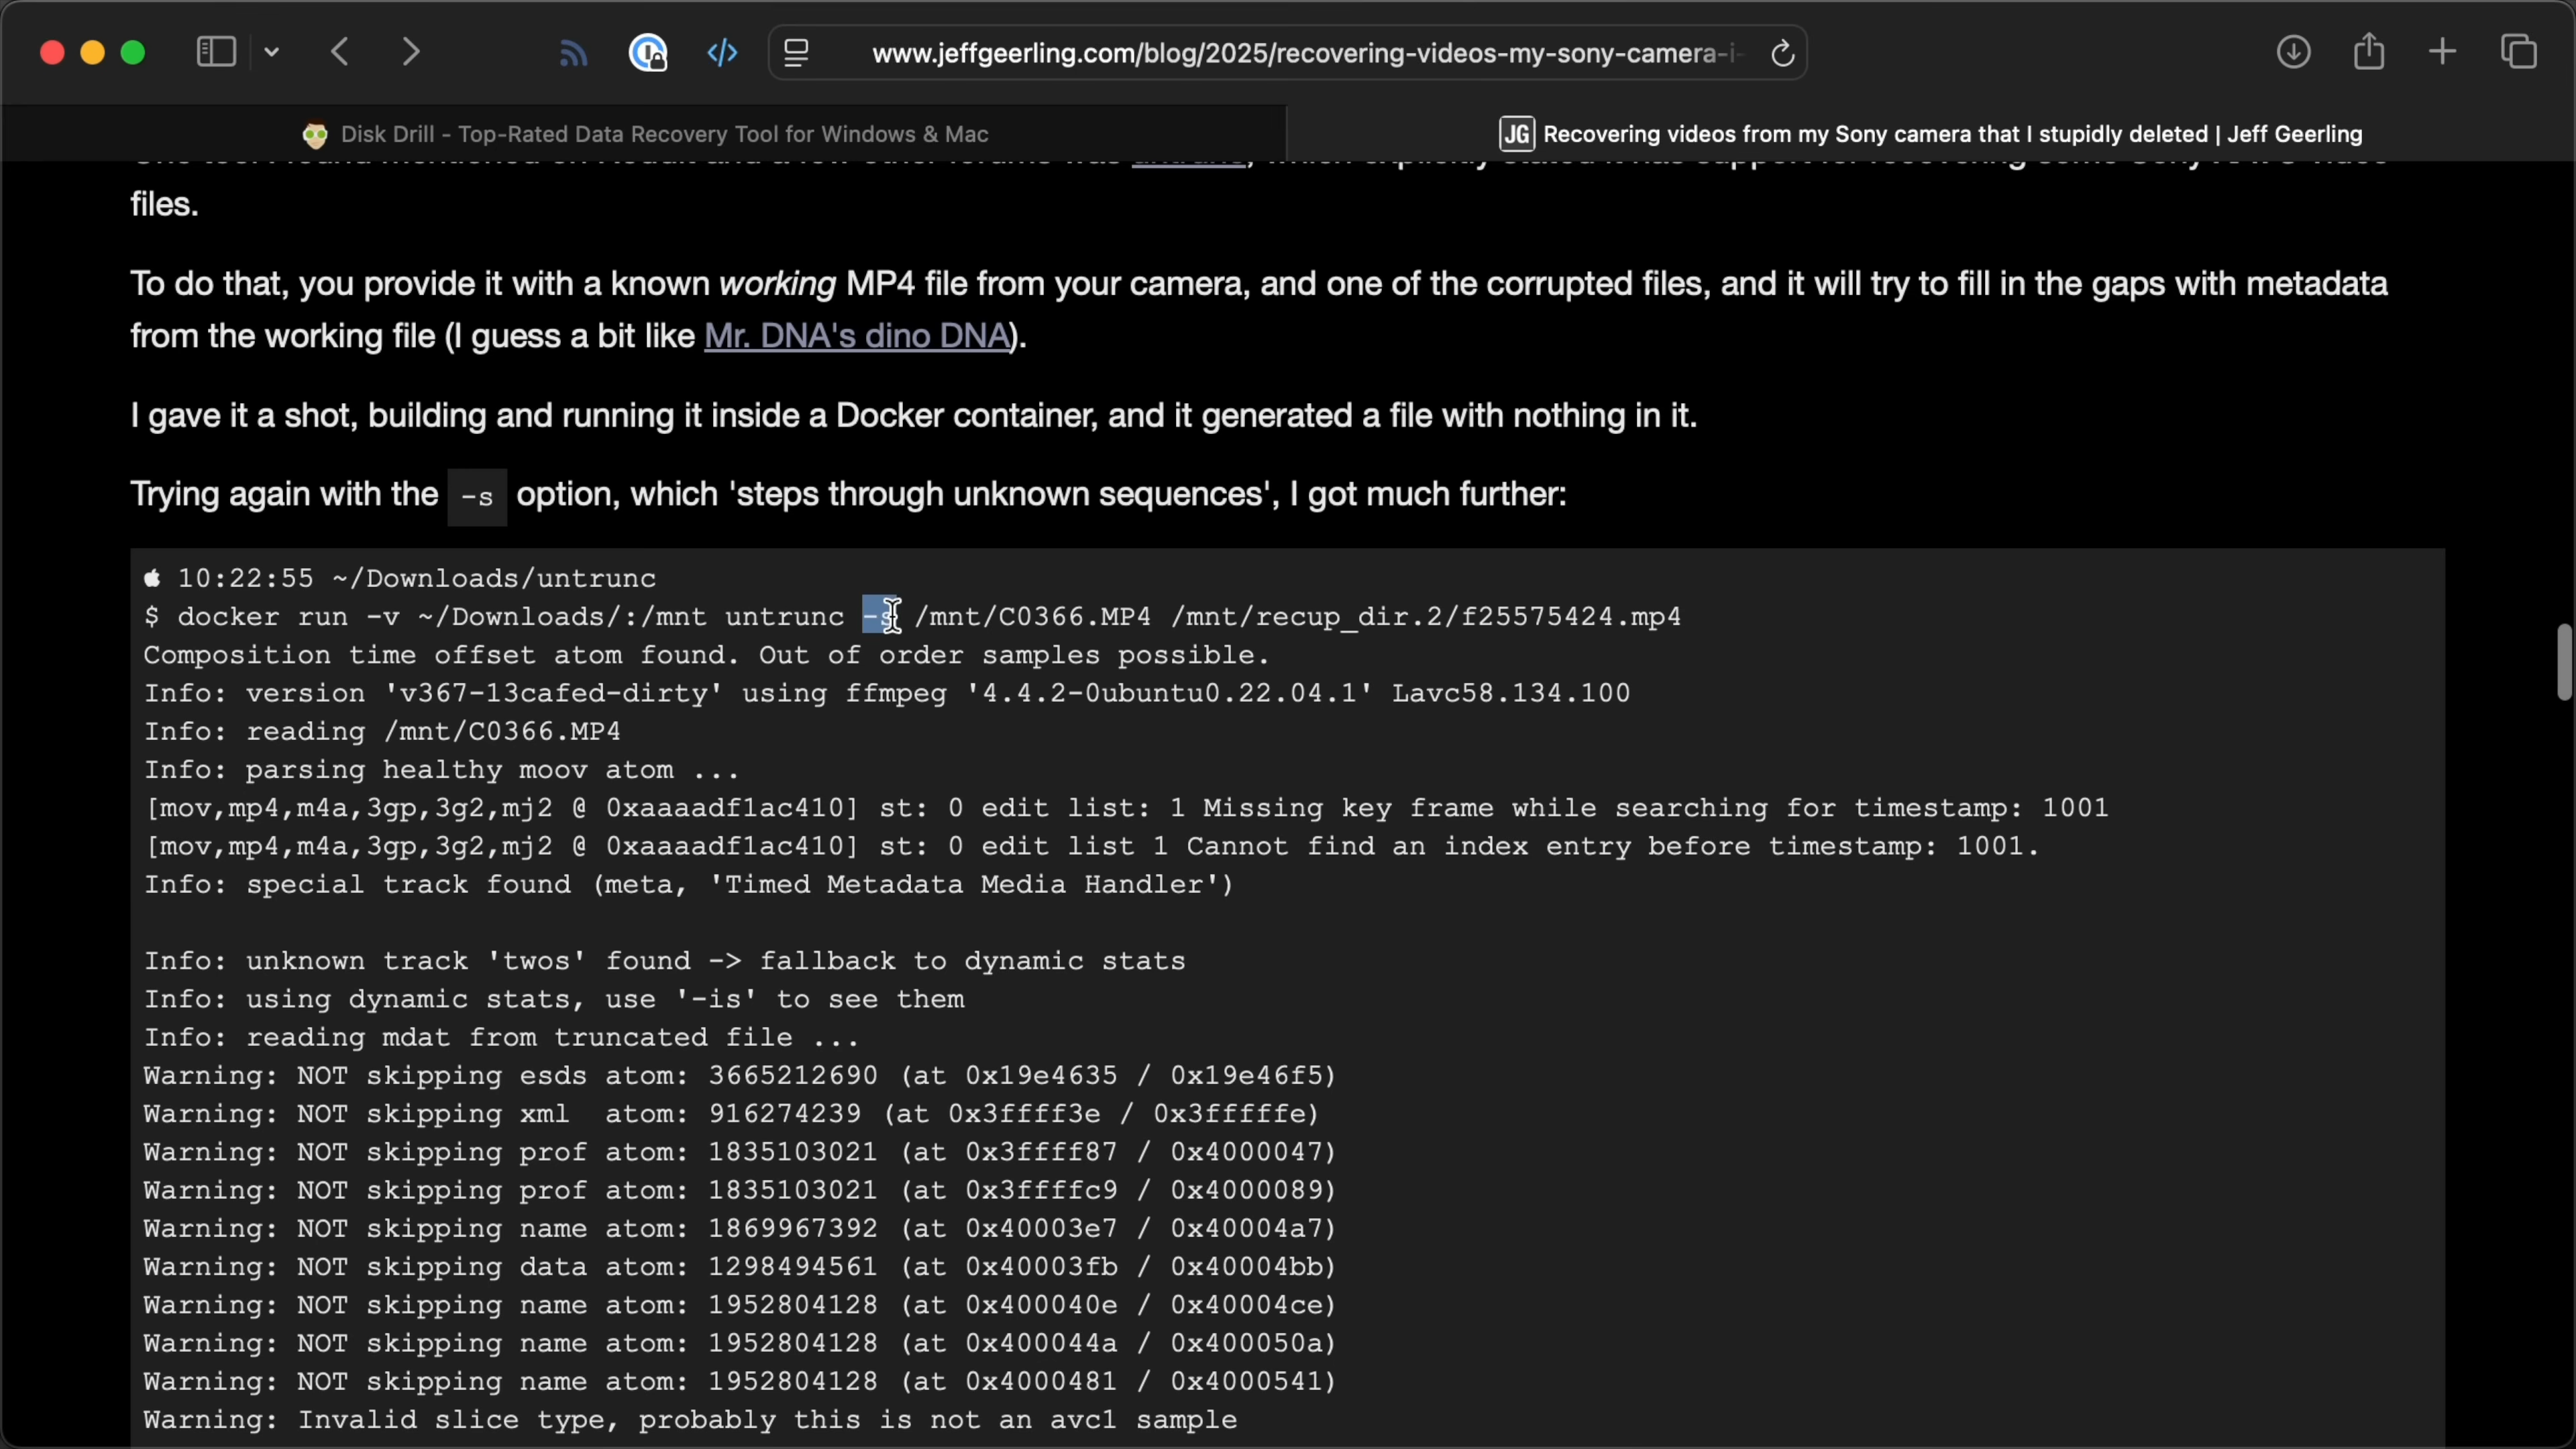 www.jeffgeerling.com/blog/2025/recovering-videos-my-sony-camera-i-
Disk Drill - Top-Rated Data Recovery Tool for Windows & Mac
JG Recovering videos from my Sony camera that I stupidly deleted | Jeff Geerling
files.
To do that, you provide it with a known working MP4 file from your camera, and one of the corrupted files, and it will try to fill in the gaps with metadata
from the working file (I guess a bit like Mr. DNA's dino DNA).
I gave it a shot, building and running it inside a Docker container, and it generated a file with nothing in it.
Trying again with the -s option, which 'steps through unknown sequences', I got much further:
10:22:55 ~/Downloads/untrunc
$ docker run -v ~/Downloads/:/mnt untrunc -s /mnt/C0366.MP4 /mnt/recup_dir.2/f25575424.mp4
Composition time offset atom found. Out of order samples possible.
Info: version 'v367-13cafed-dirty' using ffmpeg '4.4.2-0ubuntu0.22.04.1' Lavc58.134.100
Info: reading /mnt/C0366.MP4
Info: parsing healthy moov atom ...
[mov,mp4,m4a,3gp,3g2,mj2 @ 0xaaaadf1ac410] st: 0 edit list: 1 Missing key frame while searching for timestamp: 1001
[mov,mp4,m4a,3gp,3g2,mj2 @ 0xaaaadf1ac410] st: 0 edit list 1 Cannot find an index entry before timestamp: 1001.
Info: special track found (meta, 'Timed Metadata Media Handler')
Info: unknown track 'twos' found -> fallback to dynamic stats
Info: using dynamic stats, use '-is' to see them
Info: reading mdat from truncated file ...
Warning: NOT skipping esds atom: 3665212690 (at 0x19e4635 / 0x19e46f5)
Warning: NOT skipping xml  atom: 916274239 (at 0x3ffff3e / 0x3fffffe)
Warning: NOT skipping prof atom: 1835103021 (at 0x3ffff87 / 0x4000047)
Warning: NOT skipping prof atom: 1835103021 (at 0x3ffffc9 / 0x4000089)
Warning: NOT skipping name atom: 1869967392 (at 0x40003e7 / 0x40004a7)
Warning: NOT skipping data atom: 1298494561 (at 0x40003fb / 0x40004bb)
Warning: NOT skipping name atom: 1952804128 (at 0x400040e / 0x40004ce)
Warning: NOT skipping name atom: 1952804128 (at 0x400044a / 0x400050a)
Warning: NOT skipping name atom: 1952804128 (at 0x4000481 / 0x4000541)
Warning: Invalid slice type, probably this is not an avc1 sample